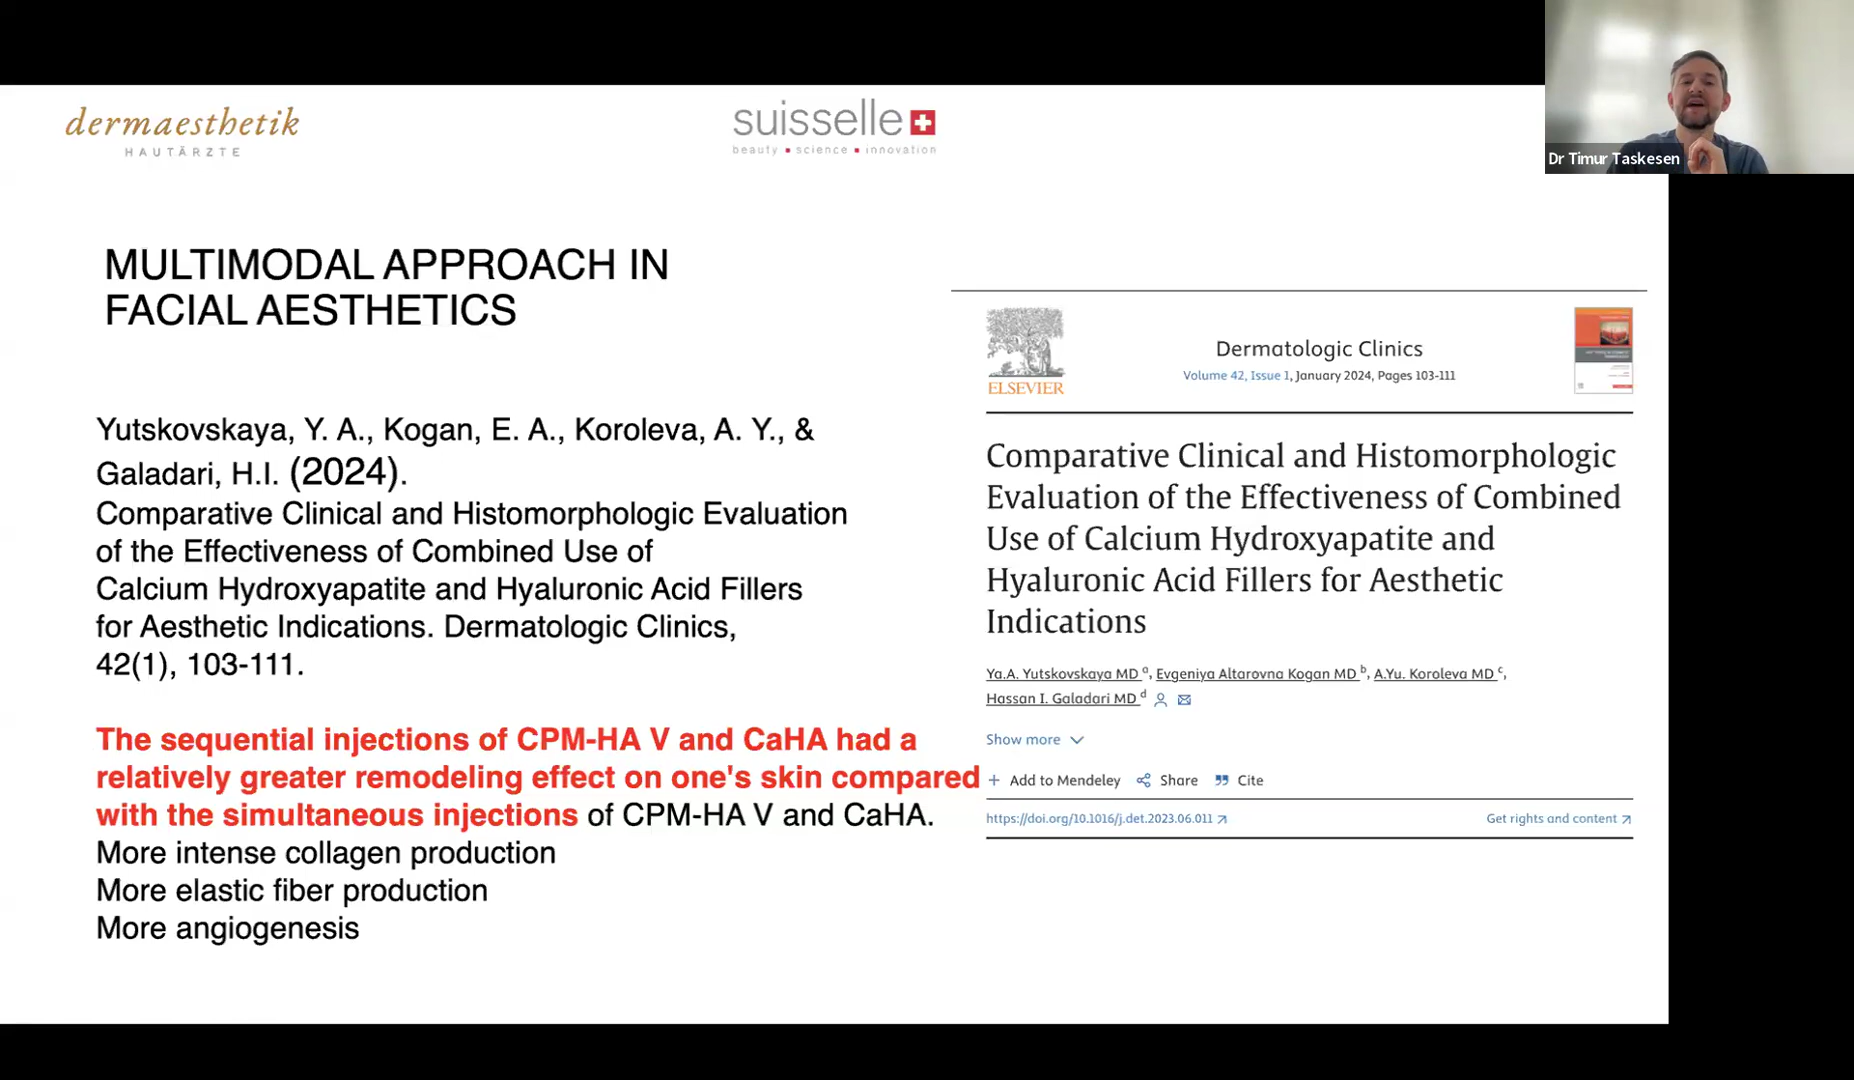 dermaesthetik
HAUTÄRZTE
suisselle
beauty ▪ science ▪ innovation
Dr Timur Taskesen
MULTIMODAL APPROACH IN
FACIAL AESTHETICS
Yutskovskaya, Y. A., Kogan, E. A., Koroleva, A. Y., &
Galadari, H.I. (2024).
Comparative Clinical and Histomorphologic Evaluation
of the Effectiveness of Combined Use of
Calcium Hydroxyapatite and Hyaluronic Acid Fillers
for Aesthetic Indications. Dermatologic Clinics,
42(1), 103-111.
The sequential injections of CPM-HA V and CaHA had a
relatively greater remodeling effect on one's skin compared
with the simultaneous injections of CPM-HA V and CaHA.
More intense collagen production
More elastic fiber production
More angiogenesis
ELSEVIER
Dermatologic Clinics
Volume 42, Issue 1, January 2024, Pages 103-111
Comparative Clinical and Histomorphologic
Evaluation of the Effectiveness of Combined
Use of Calcium Hydroxyapatite and
Hyaluronic Acid Fillers for Aesthetic
Indications
Ya.A. Yutskovskaya MD a, Evgeniya Altarovna Kogan MD b, A.Yu. Koroleva MD c,
Hassan I. Galadari MD d
Show more
+ Add to Mendeley Share Cite
https://doi.org/10.1016/j.det.2023.06.011 Get rights and content